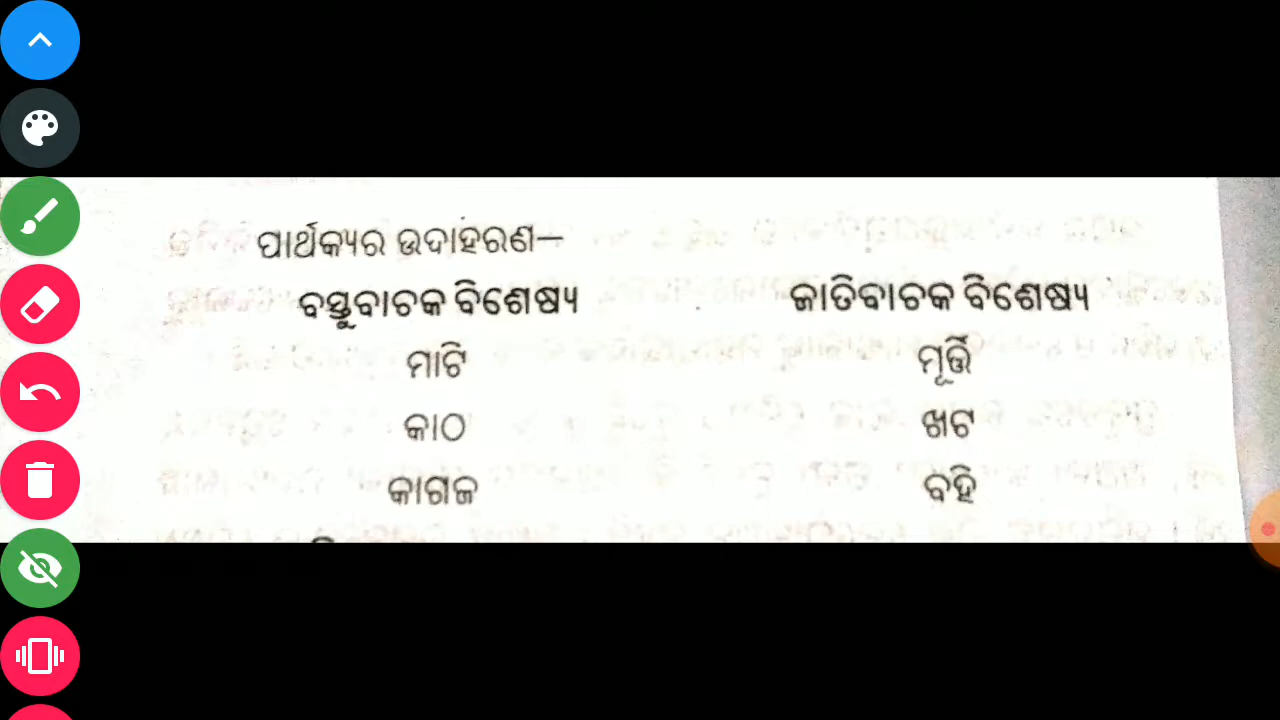 ପାର୍ଥକ୍ୟର ଉଦାହରଣ—
ବସ୍ତୁବାଚକ ବିଶେଷ୍ୟ ଜାତିବାଚକ ବିଶେଷ୍ୟ
ମାଟି ମୂର୍ତ୍ତି
କାଠ ଖଟ
କାଗଜ ବହି